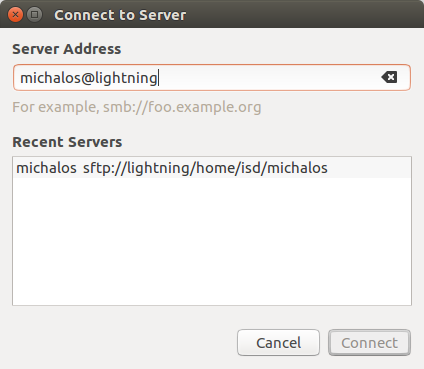 Connect to Server
Server Address
michalos@lightning
For example, smb://foo.example.org
Recent Servers
michalos sftp://lightning/home/isd/michalos
Cancel
Connect